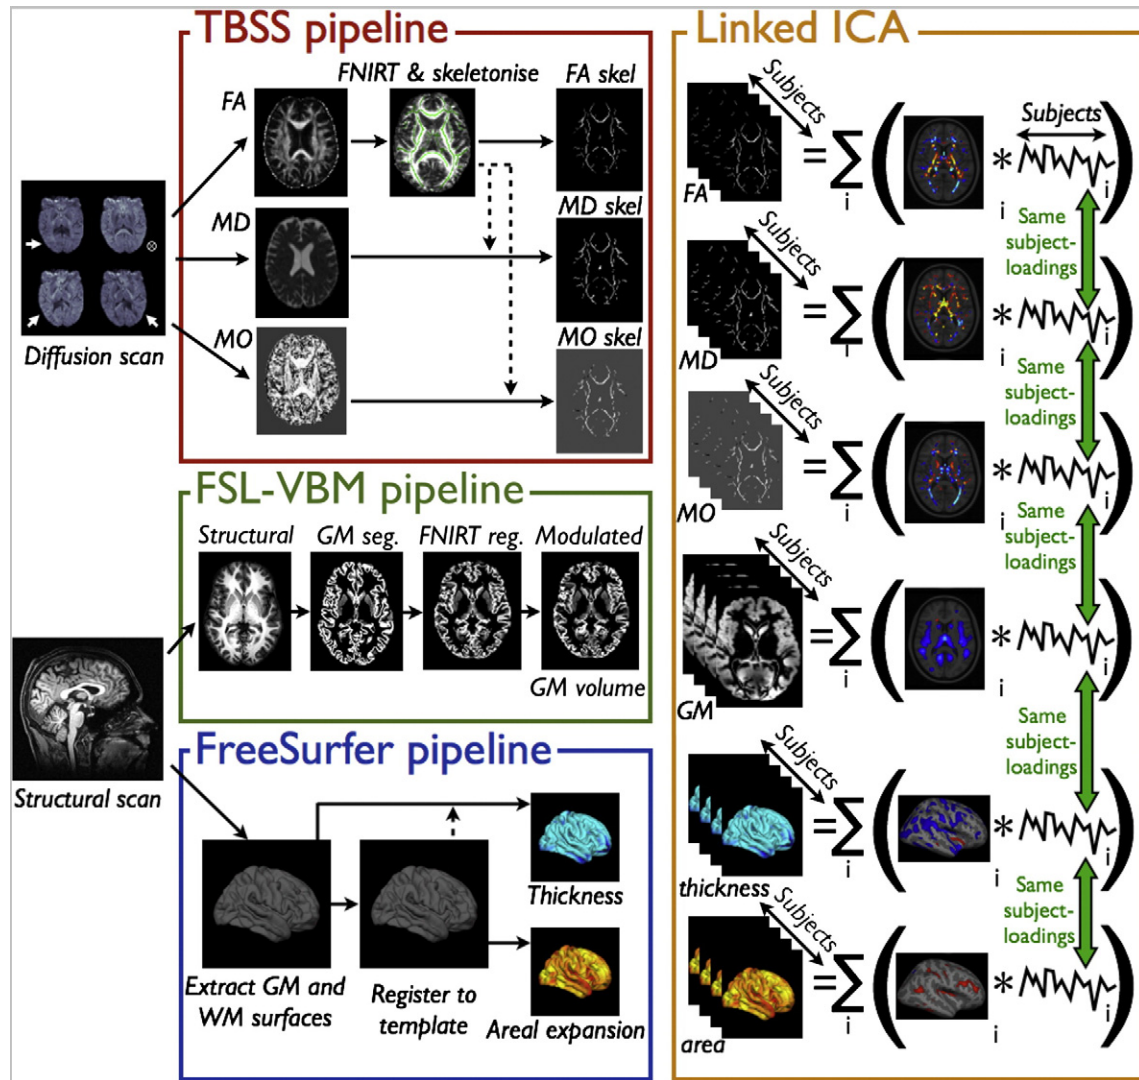 TBSS pipeline
FNIRT & skeletonise
FA skel
FA
MD
MD skel
MO
MO skel
Diffusion scan
FSL-VBM pipeline
Structural
GM seg.
FNIRT reg.
Modulated
GM volume
Structural scan
FreeSurfer pipeline
Thickness
Extract GM and
WM surfaces
Register to
template
Areal expansion
Linked ICA
Subjects
FA
= ∑
i
(
*
i
Subjects
i
)
Same
subject-
loadings
Subjects
MD
= ∑
i
(
*
i
i
)
Same
subject-
loadings
Subjects
MO
= ∑
i
(
*
i
i
)
Same
subject-
loadings
Subjects
GM
= ∑
i
(
*
i
i
)
Same
subject-
loadings
Subjects
thickness
= ∑
i
(
*
i
i
)
Same
subject-
loadings
Subjects
area
= ∑
i
(
*
i
i
)